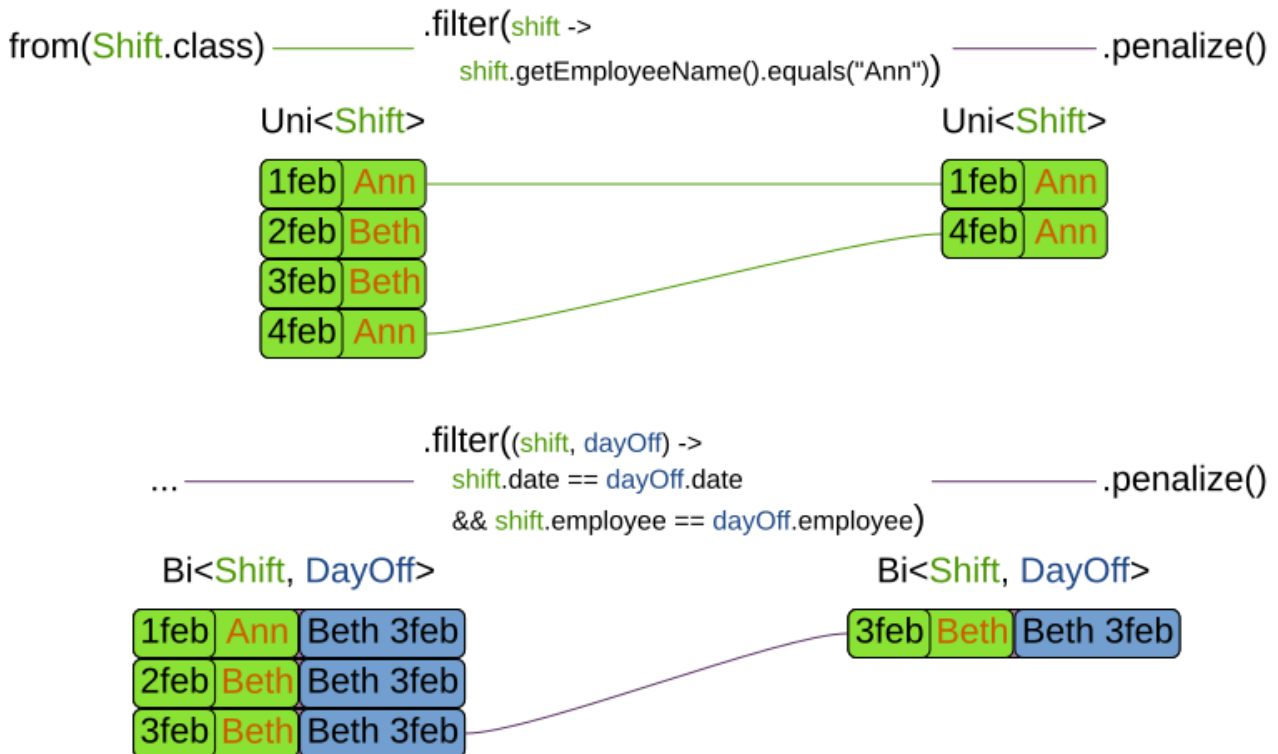 from(Shift.class) .filter(shift -> .penalize()
shift.getEmployeeName().equals("Ann"))
Uni<Shift> Uni<Shift>
1feb Ann 1feb Ann
2feb Beth 4feb Ann
3feb Beth
4feb Ann
.filter((shift, dayOff) ->
... shift.date == dayOff.date .penalize()
&& shift.employee == dayOff.employee)
Bi<Shift, DayOff> Bi<Shift, DayOff>
1feb Ann Beth 3feb 3feb Beth Beth 3feb
2feb Beth Beth 3feb
3feb Beth Beth 3feb